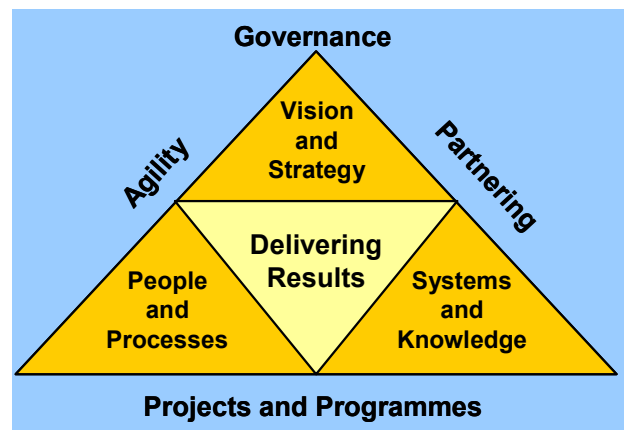 Governance
Vision
and
Strategy
Agility
Partnering
Delivering
Results
People
and
Processes
Systems
and
Knowledge
Projects and Programmes